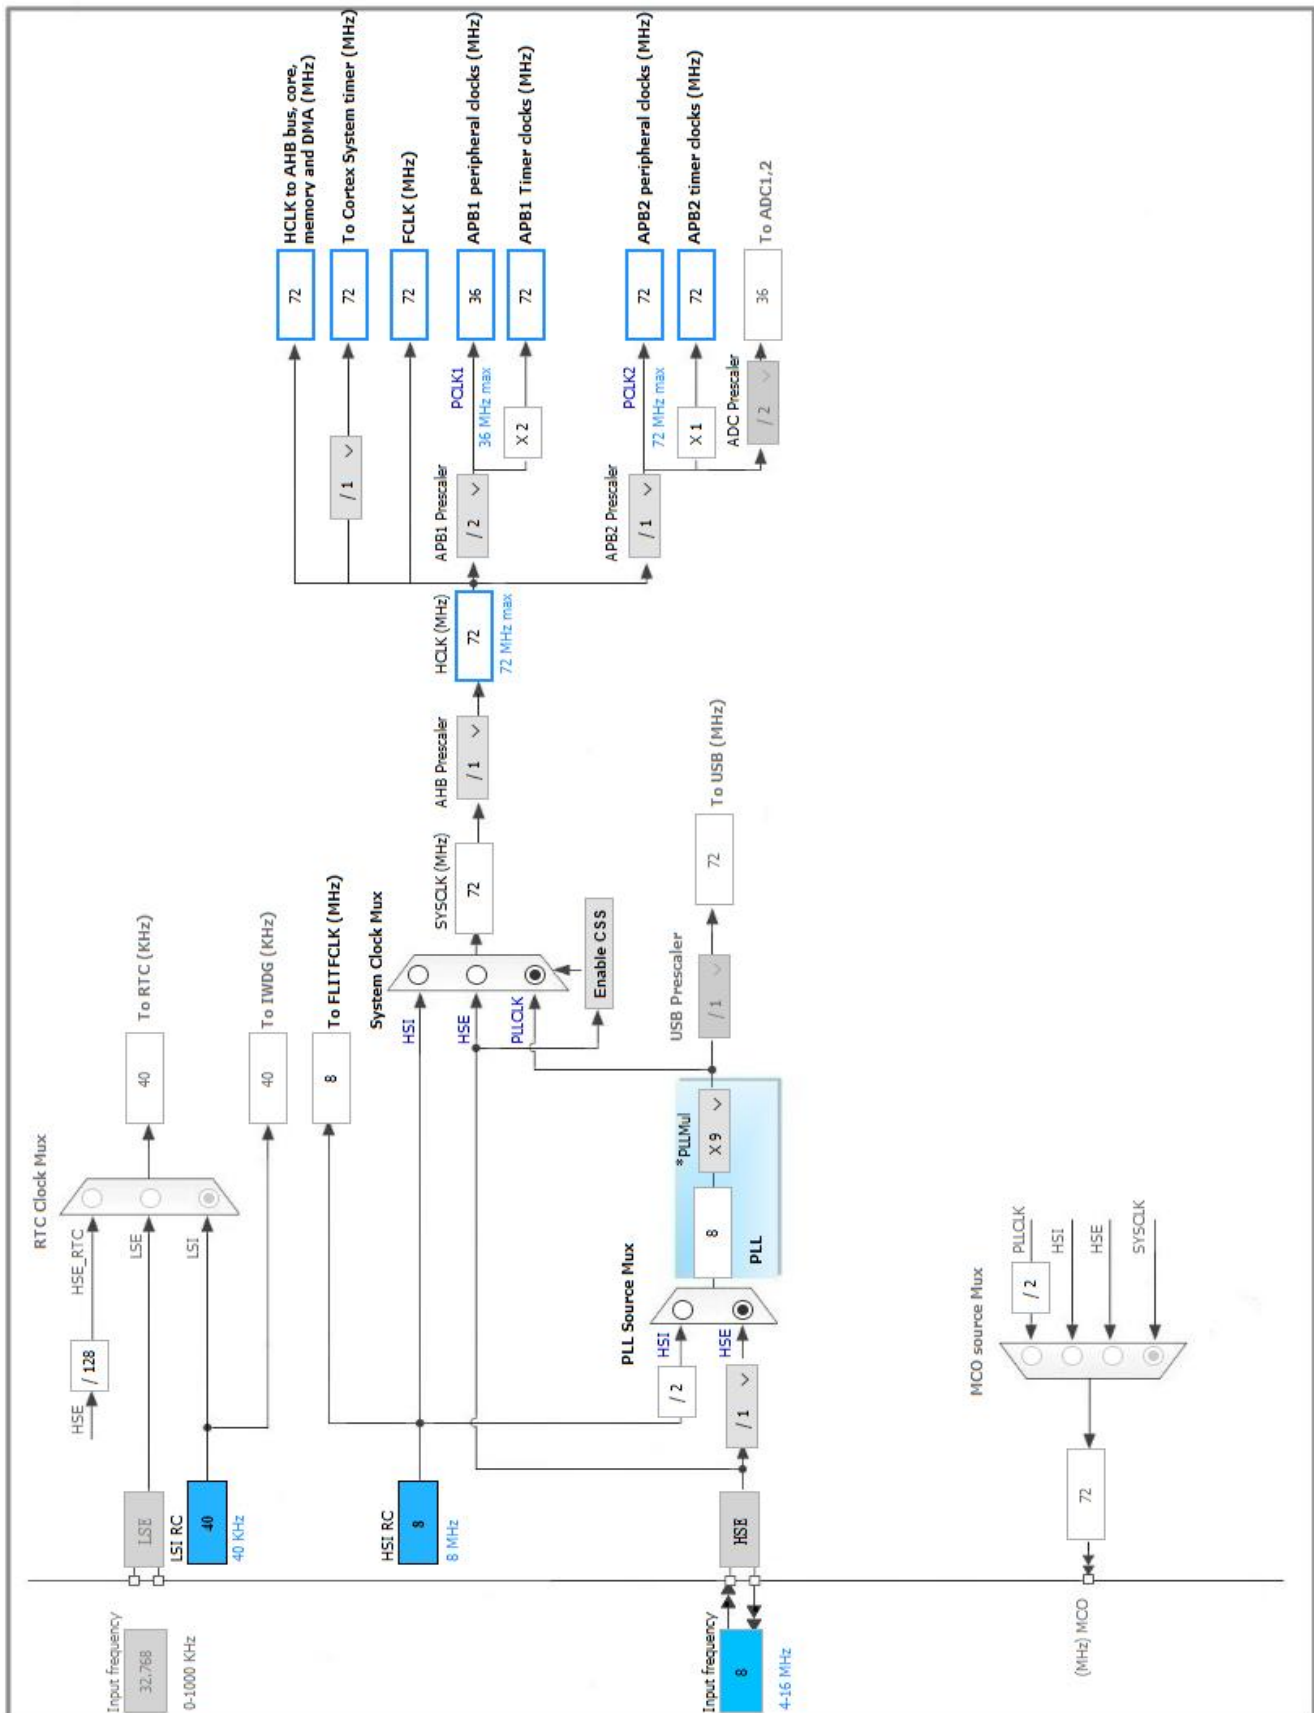 RTC Clock Mux
HSE
/ 128
HSE_RTC
Input frequency
32.768
0-1000 KHz
LSE
LSE
To RTC (KHz)
40
LSI RC
40
40 KHz
LSI
40
To IWDG (KHz)
8
To FLITFCLK (MHz)
HSI RC
8
8 MHz
System Clock Mux
HSI
HSE
PLLCLK
Enable CSS
SYSCLK (MHz)
72
AHB Prescaler
/ 1
HCLK (MHz)
72
72 MHz max
72
HCLK to AHB bus, core,
memory and DMA (MHz)
/ 1
72
To Cortex System timer (MHz)
72
FCLK (MHz)
APB1 Prescaler
/ 2
PCLK1
36 MHz max
36
APB1 peripheral clocks (MHz)
X 2
72
APB1 Timer clocks (MHz)
APB2 Prescaler
/ 1
PCLK2
72 MHz max
72
APB2 peripheral clocks (MHz)
X 1
72
APB2 timer clocks (MHz)
ADC Prescaler
/ 2
36
To ADC1,2
PLL Source Mux
/ 2
HSI
HSE
Input frequency
8
4-16 MHz
HSE
/ 1
8
*PLLMul
X 9
PLL
USB Prescaler
/ 1
72
To USB (MHz)
MCO source Mux
(MHz) MCO
72
/ 2
PLLCLK
HSI
HSE
SYSCLK